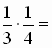 1/3 · 1/4 =